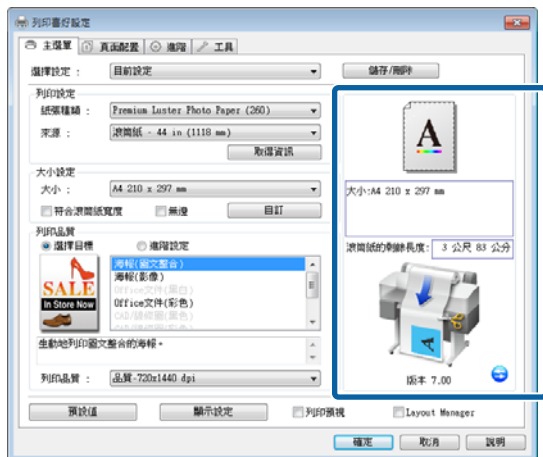 列印喜好設定
主選單 頁面配置 進階 工具
選擇設定： 目前設定 儲存/刪除
列印設定
紙張種類： Premium Luster Photo Paper (260)
來源： 滾筒紙 - 44 in (1118 mm)
取得資訊
大小設定
大小： A4 210 x 297 mm
符合滾筒紙寬度 無邊 自訂
列印品質
選擇目標 進階設定
海報(圖文整合)
海報(影像)
Office文件(黑白)
Office文件(彩色)
CAD/線條圖(黑色)
SALE
In Store Now
生動地列印圖文整合的海報。
列印品質： 品質-720x1440 dpi
A
大小:A4 210 x 297 mm
滾筒紙的剩餘長度： 3 公尺 83 公分
版本 7.00
預設值 顯示設定 列印預視 Layout Manager
確定 取消 說明